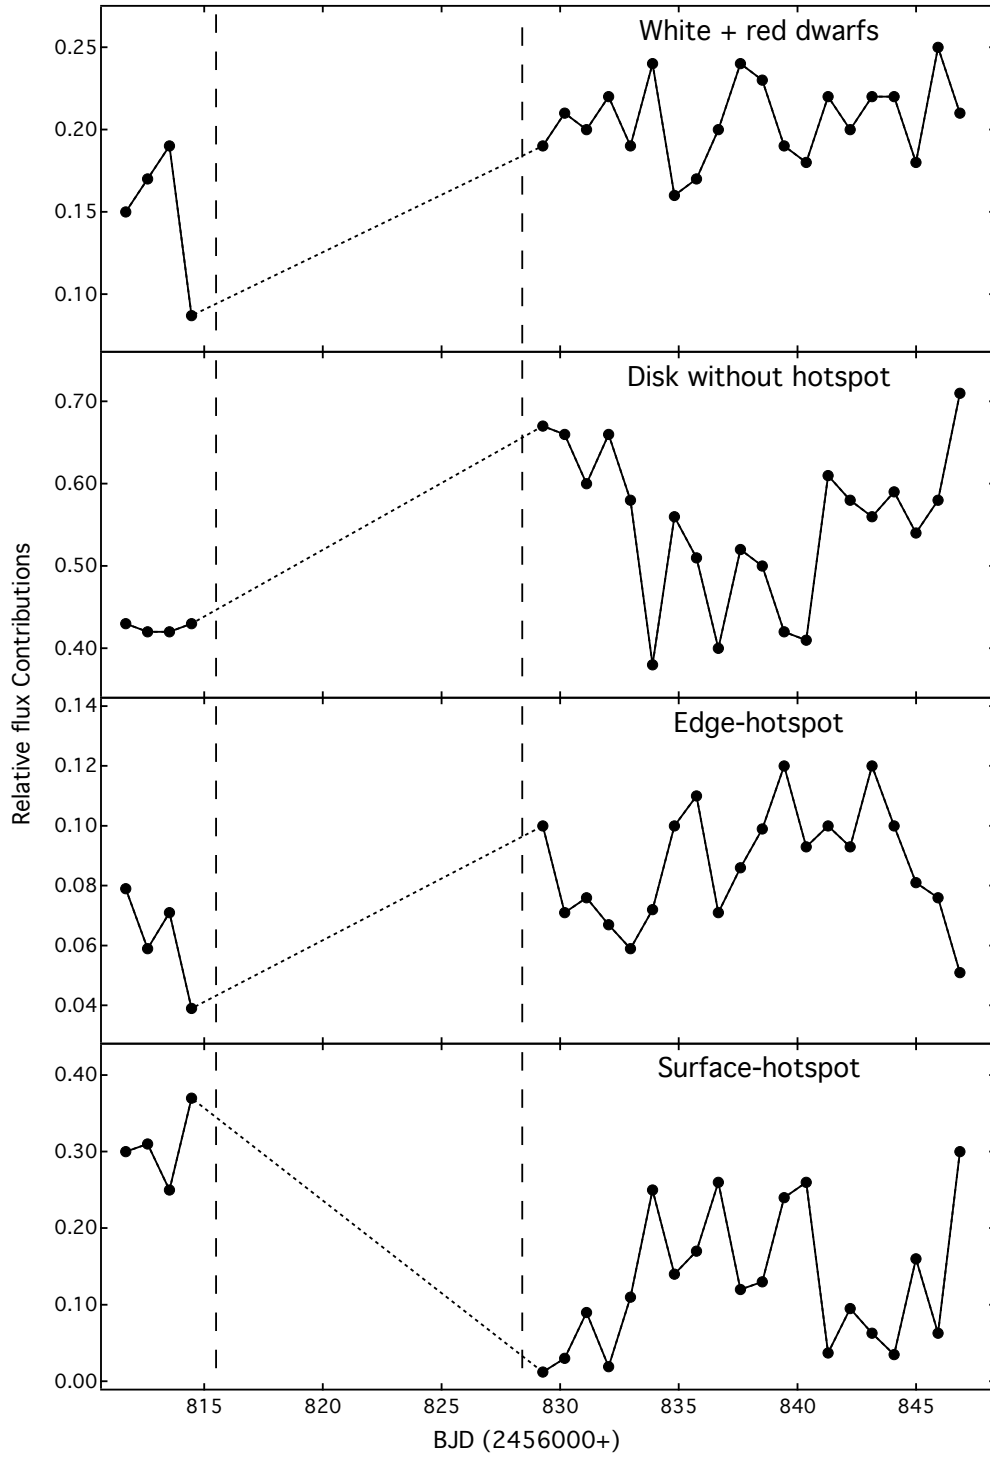 White + red dwarfs
0.25
0.20
0.15
0.10
Disk without hotspot
0.70
0.60
0.50
0.40
Relative flux Contributions
Edge-hotspot
0.14
0.12
0.10
0.08
0.06
0.04
Surface-hotspot
0.40
0.30
0.20
0.10
0.00
815 820 825 830 835 840 845
BJD (2456000+)